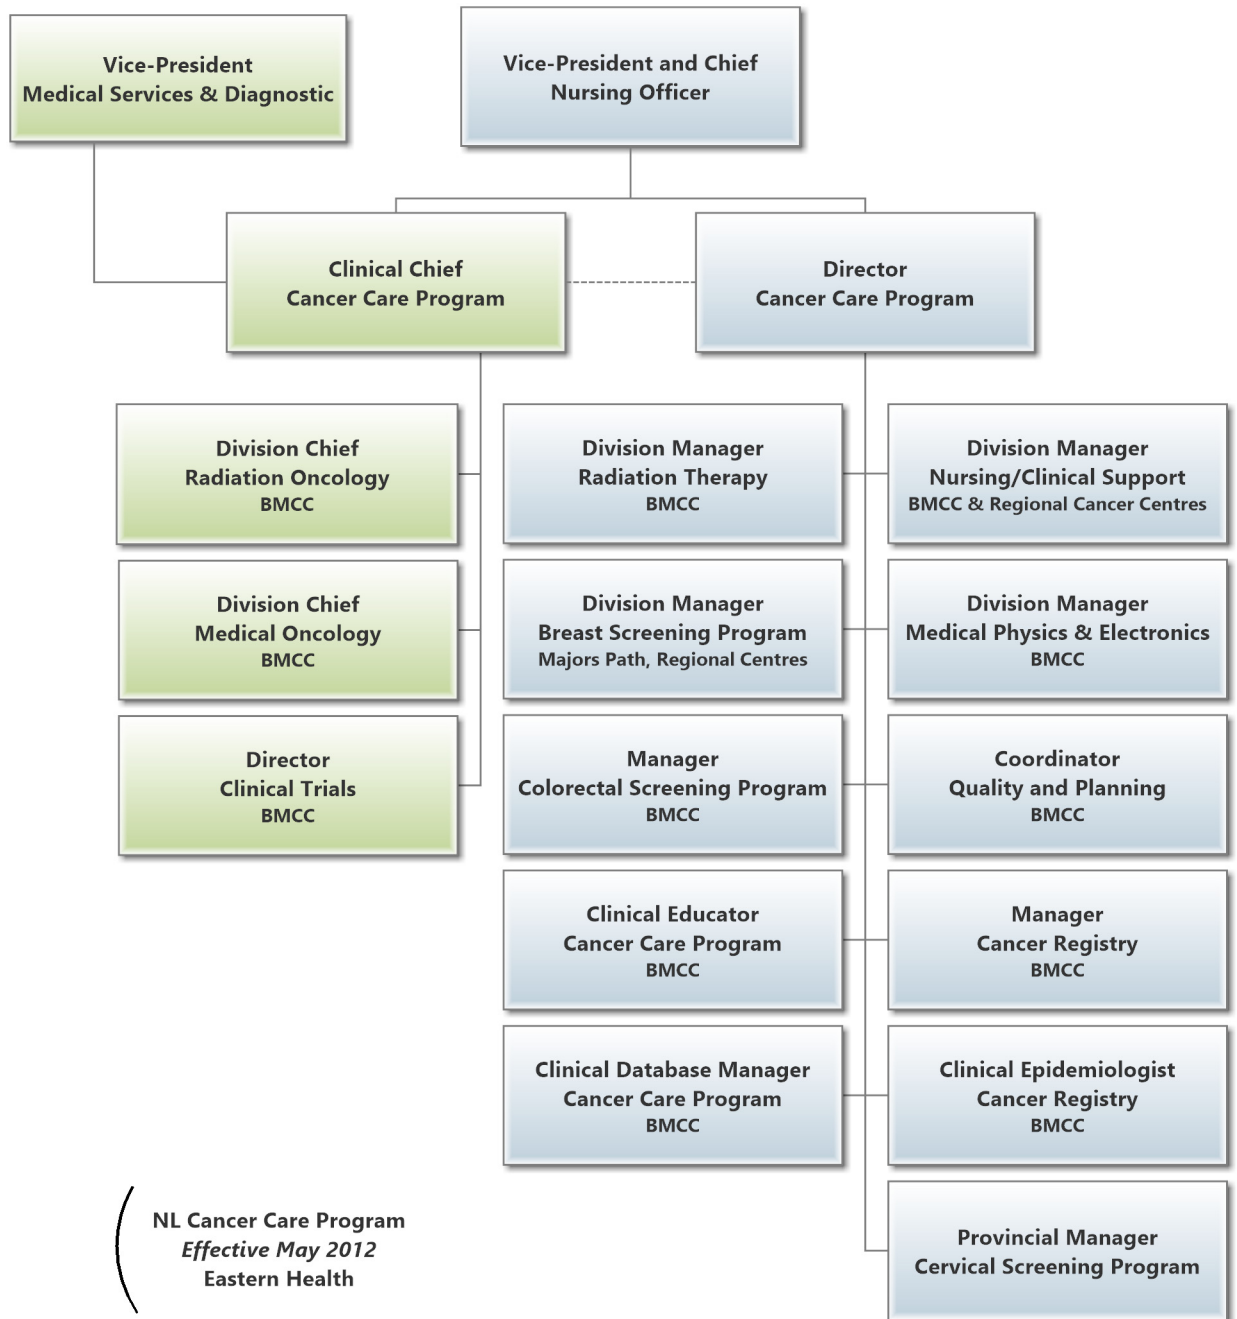 Vice-President
Medical Services & Diagnostic
Vice-President and Chief
Nursing Officer
Clinical Chief
Cancer Care Program
Director
Cancer Care Program
Division Chief
Radiation Oncology
BMCC
Division Manager
Radiation Therapy
BMCC
Division Manager
Nursing/Clinical Support
BMCC & Regional Cancer Centres
Division Chief
Medical Oncology
BMCC
Division Manager
Breast Screening Program
Majors Path, Regional Centres
Division Manager
Medical Physics & Electronics
BMCC
Director
Clinical Trials
BMCC
Manager
Colorectal Screening Program
BMCC
Coordinator
Quality and Planning
BMCC
Clinical Educator
Cancer Care Program
BMCC
Manager
Cancer Registry
BMCC
Clinical Database Manager
Cancer Care Program
BMCC
Clinical Epidemiologist
Cancer Registry
BMCC
Provincial Manager
Cervical Screening Program
NL Cancer Care Program
Effective May 2012
Eastern Health